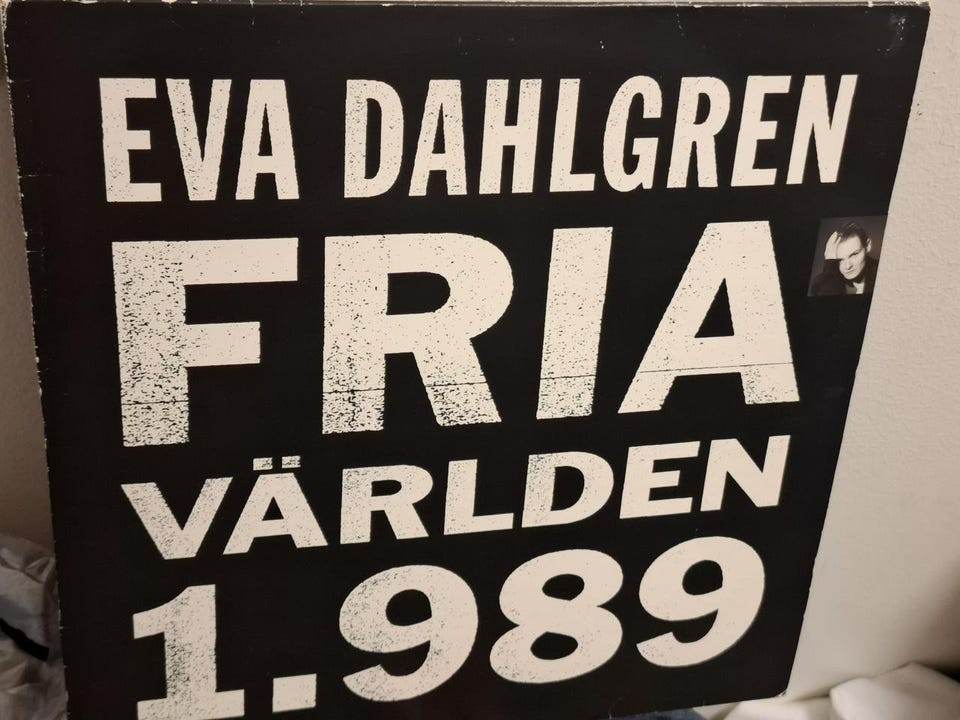 EVA DAHLGREN
FRIA
VÄRLDEN
1.989